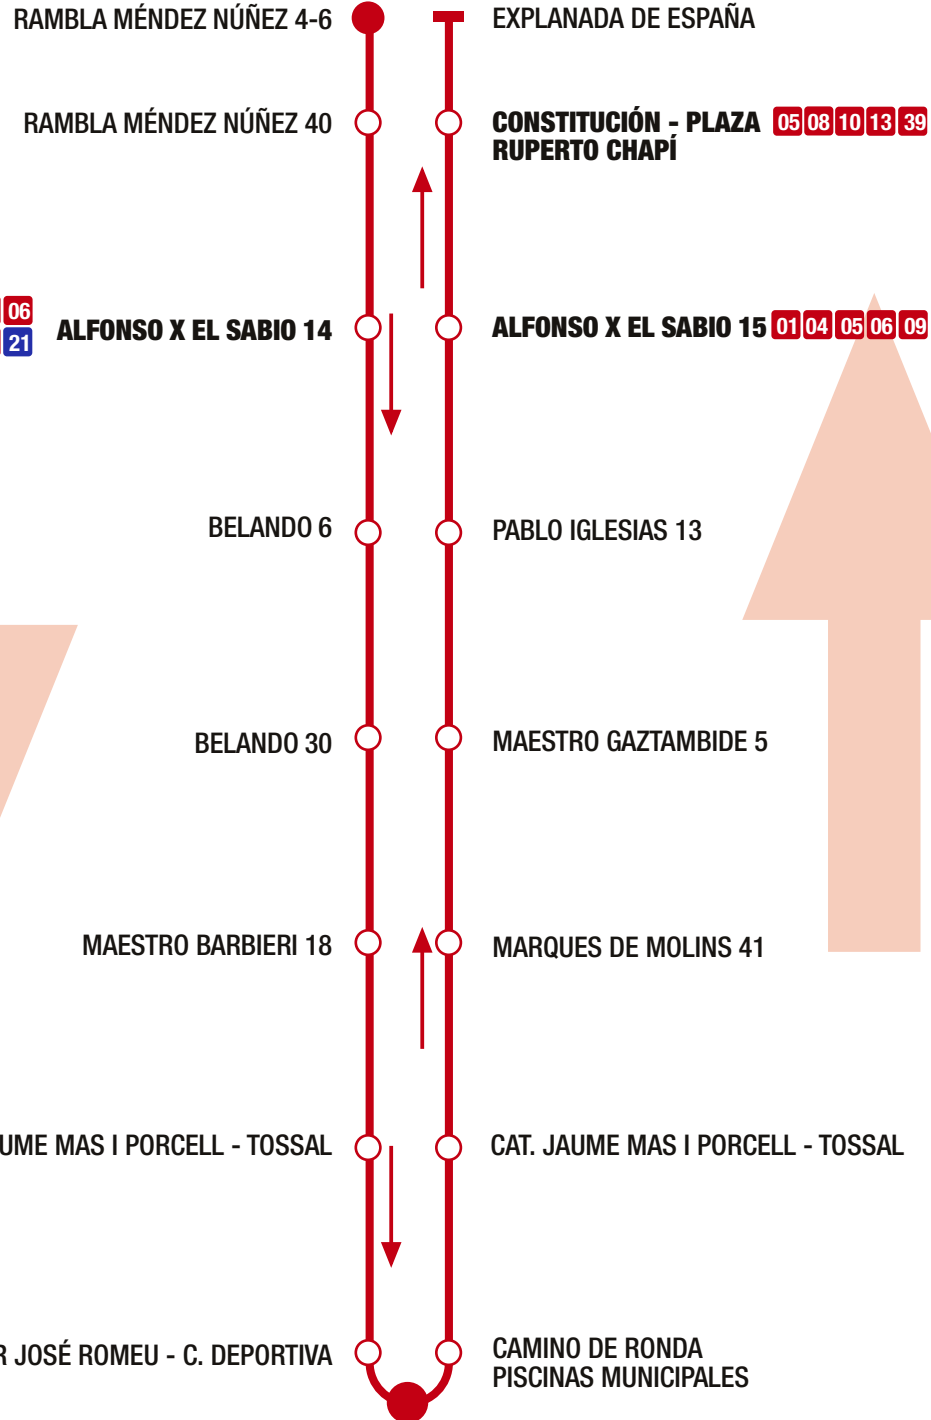 RAMBLA MÉNDEZ NÚÑEZ 4-6
EXPLANADA DE ESPAÑA
RAMBLA MÉNDEZ NÚÑEZ 40
CONSTITUCIÓN - PLAZA 05 08 10 13 39
RUPERTO CHAPÍ
06
21
ALFONSO X EL SABIO 14
ALFONSO X EL SABIO 15 01 04 05 06 09
BELANDO 6
PABLO IGLESIAS 13
BELANDO 30
MAESTRO GAZTAMBIDE 5
MAESTRO BARBIERI 18
MARQUES DE MOLINS 41
MAS I PORCELL - TOSSAL
CAT. JAUME MAS I PORCELL - TOSSAL
JOSÉ ROMEU - C. DEPORTIVA
CAMINO DE RONDA
PISCINAS MUNICIPALES